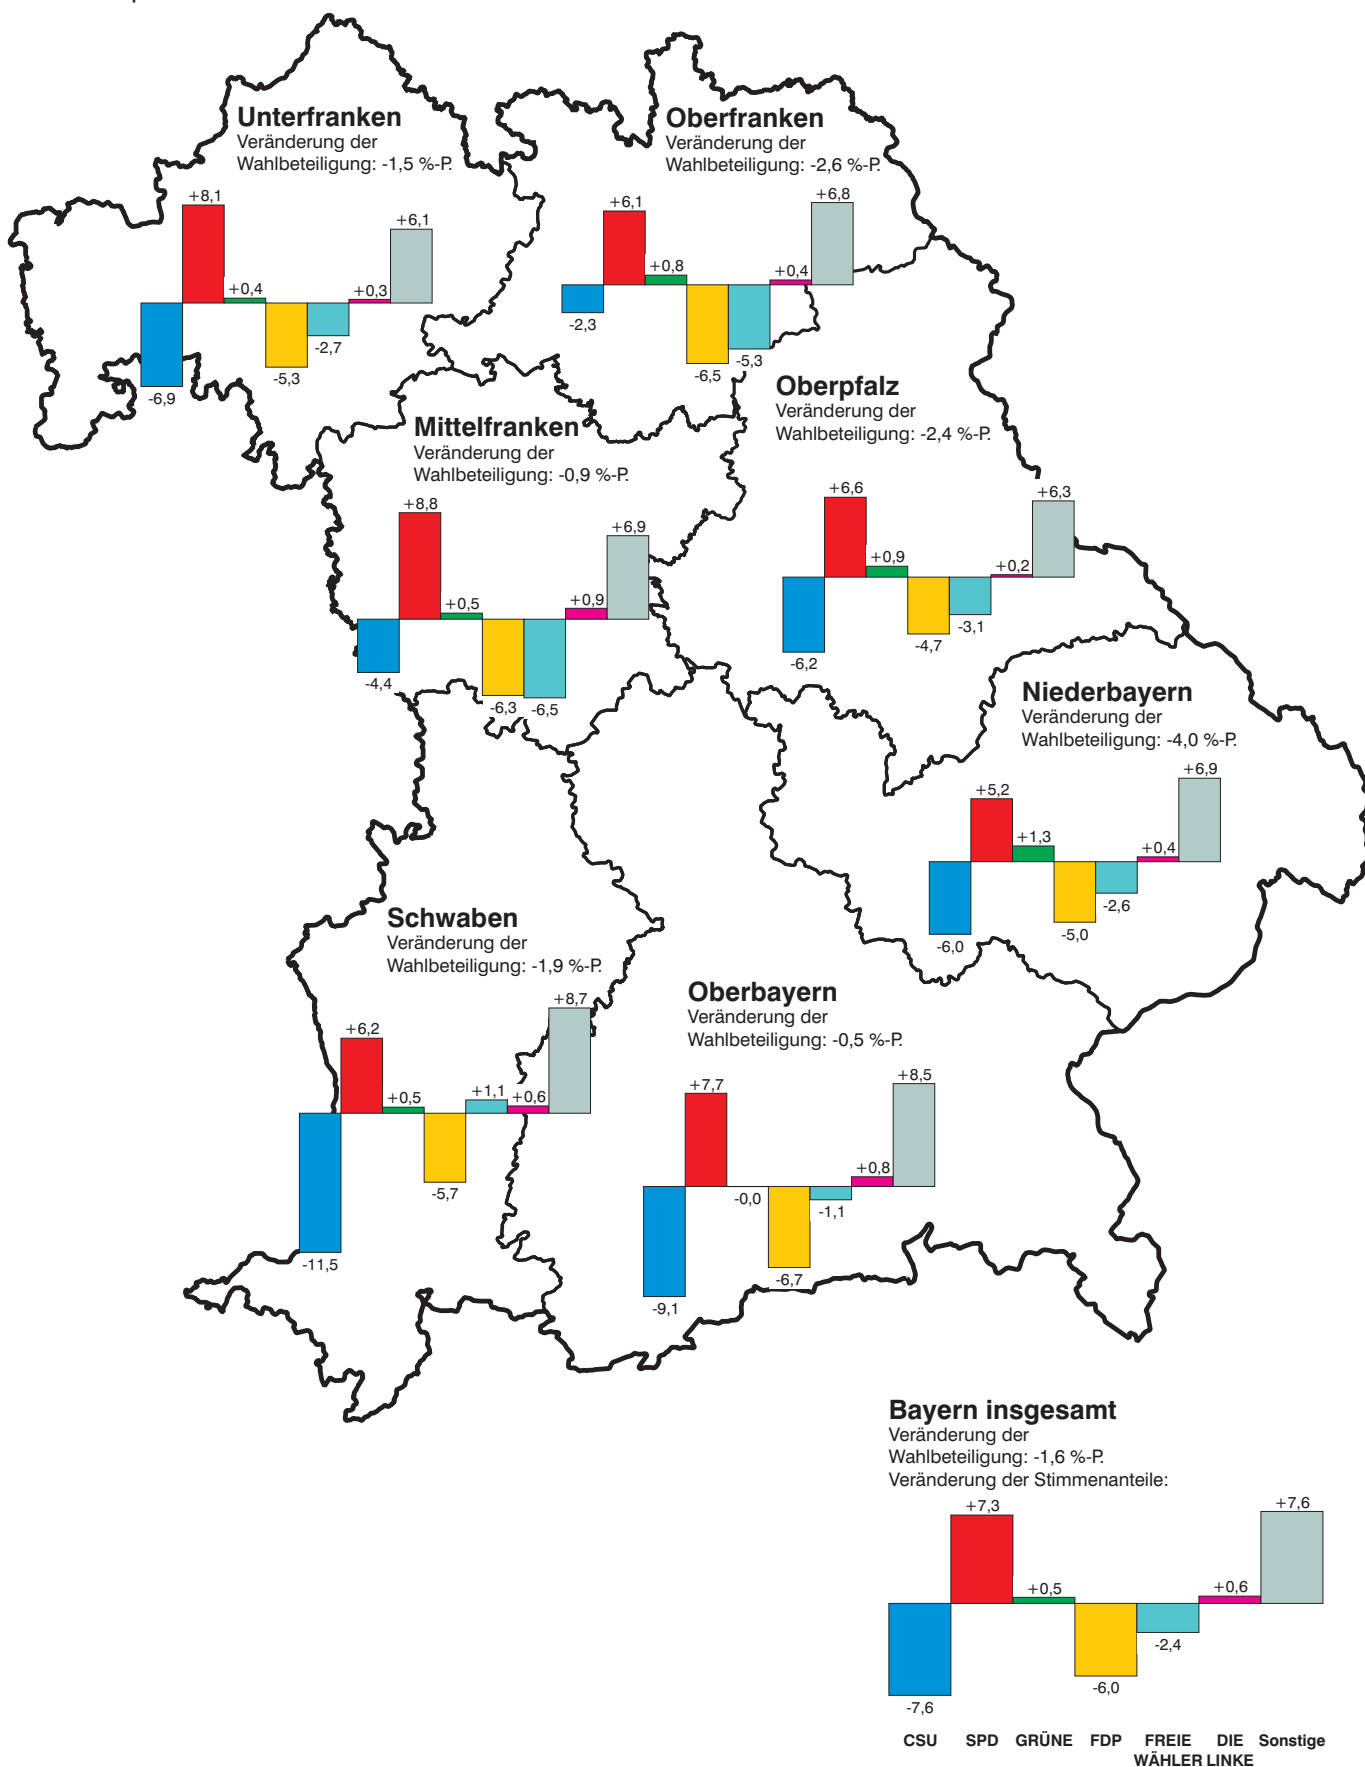 Unterfranken
Veränderung der
Wahlbeteiligung: -1,5 %-P.
+8,1
+6,1
+0,4
+0,3
-2,7
-5,3
-6,9
Oberfranken
Veränderung der
Wahlbeteiligung: -2,6 %-P.
+6,8
+6,1
+0,8
+0,4
-2,3
-5,3
-6,5
Oberpfalz
Veränderung der
Wahlbeteiligung: -2,4 %-P.
+6,6
+6,3
+0,9
+0,2
-3,1
-4,7
-6,2
Mittelfranken
Veränderung der
Wahlbeteiligung: -0,9 %-P.
+8,8
+6,9
+0,5
+0,9
-4,4
-6,3
-6,5
Niederbayern
Veränderung der
Wahlbeteiligung: -4,0 %-P.
+6,9
+5,2
+1,3
+0,4
-2,6
-5,0
-6,0
Schwaben
Veränderung der
Wahlbeteiligung: -1,9 %-P.
+8,7
+6,2
+0,5
+1,1
+0,6
-5,7
-11,5
Oberbayern
Veränderung der
Wahlbeteiligung: -0,5 %-P.
+8,5
+7,7
+0,8
-0,0
-1,1
-6,7
-9,1
Bayern insgesamt
Veränderung der
Wahlbeteiligung: -1,6 %-P.
Veränderung der Stimmenanteile:
+7,3
+7,6
+0,5
+0,6
-2,4
-6,0
-7,6
CSU SPD GRÜNE FDP FREIE DIE Sonstige
WÄHLER LINKE